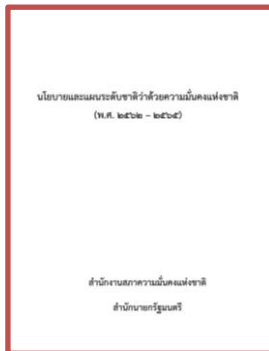 นโยบายและแผนระดับชาติว่าด้วยความมั่นคงแห่งชาติ
(พ.ศ. ๒๕๖๒ – ๒๕๖๕)
สำนักงานสภาความมั่นคงแห่งชาติ
สำนักนายกรัฐมนตรี